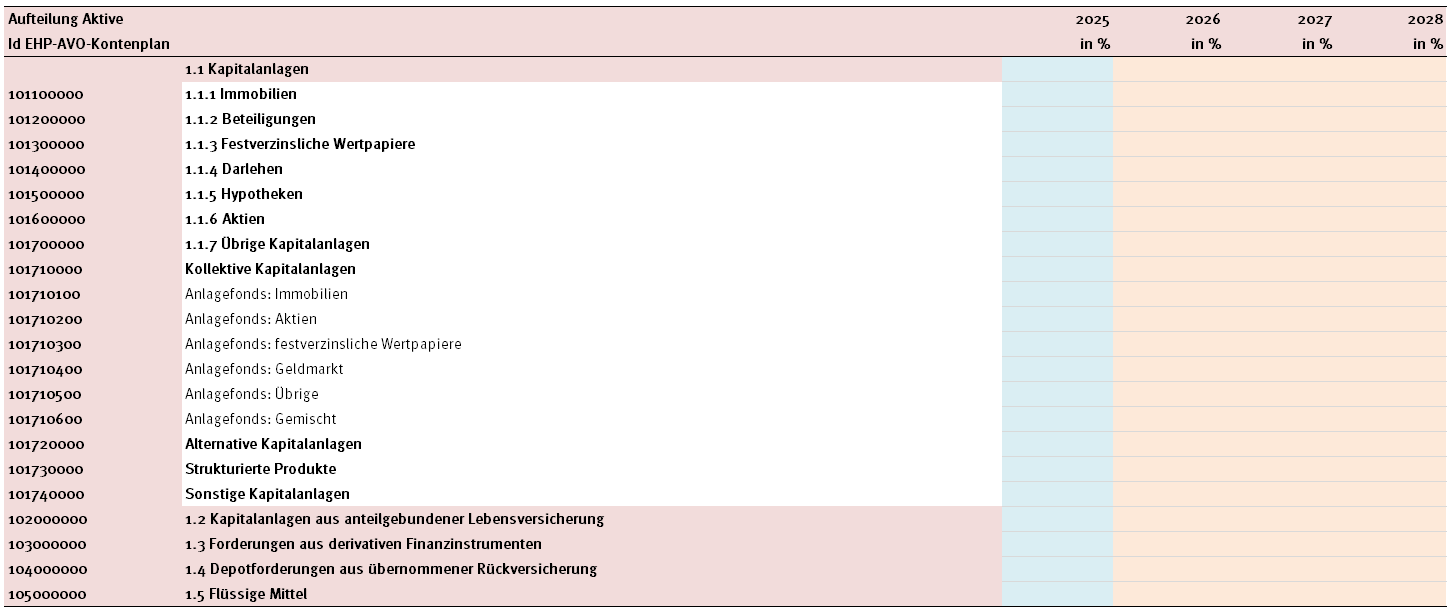 Aufteilung Aktive 2025 2026 2027 2028
Id EHP-AVO-Kontenplan in % in % in % in %
1.1 Kapitalanlagen
101100000 1.1.1 Immobilien
101200000 1.1.2 Beteiligungen
101300000 1.1.3 Festverzinsliche Wertpapiere
101400000 1.1.4 Darlehen
101500000 1.1.5 Hypotheken
101600000 1.1.6 Aktien
101700000 1.1.7 Übrige Kapitalanlagen
101710000 Kollektive Kapitalanlagen
101710100 Anlagefonds: Immobilien
101710200 Anlagefonds: Aktien
101710300 Anlagefonds: festverzinsliche Wertpapiere
101710400 Anlagefonds: Geldmarkt
101710500 Anlagefonds: Übrige
101710600 Anlagefonds: Gemischt
101720000 Alternative Kapitalanlagen
101730000 Strukturierte Produkte
101740000 Sonstige Kapitalanlagen
102000000 1.2 Kapitalanlagen aus anteilgebundener Lebensversicherung
103000000 1.3 Forderungen aus derivativen Finanzinstrumenten
104000000 1.4 Depotforderungen aus übernommener Rückversicherung
105000000 1.5 Flüssige Mittel